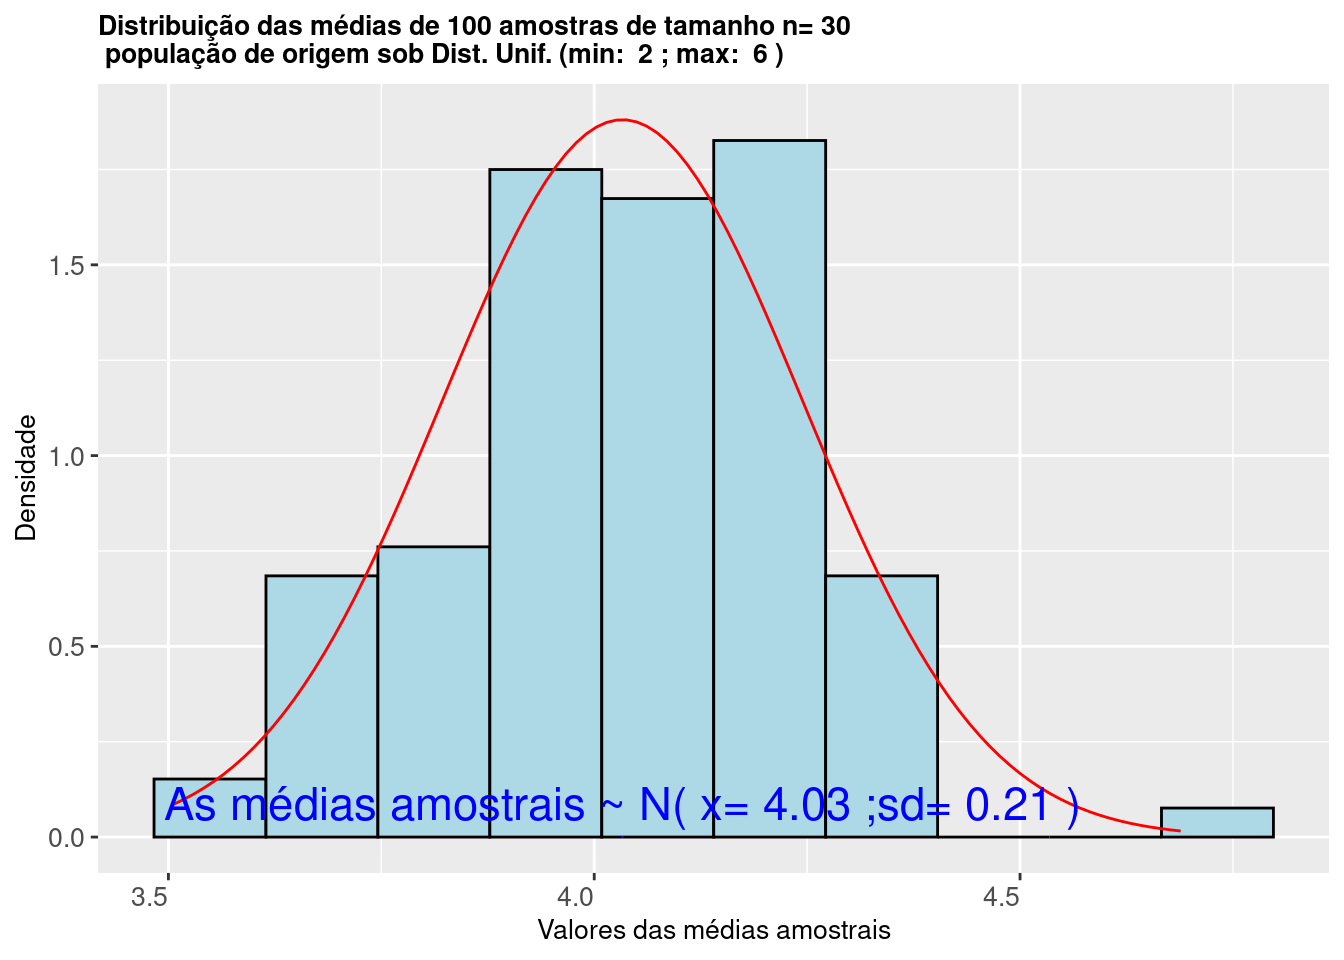 Distribuição das médias de 100 amostras de tamanho n= 30
população de origem sob Dist. Unif. (min:  2 ; max:  6 )
Densidade
1.5
1.0
0.5
0.0
As médias amostrais ~ N( x= 4.03 ;sd= 0.21 )
3.5 4.0 4.5
Valores das médias amostrais